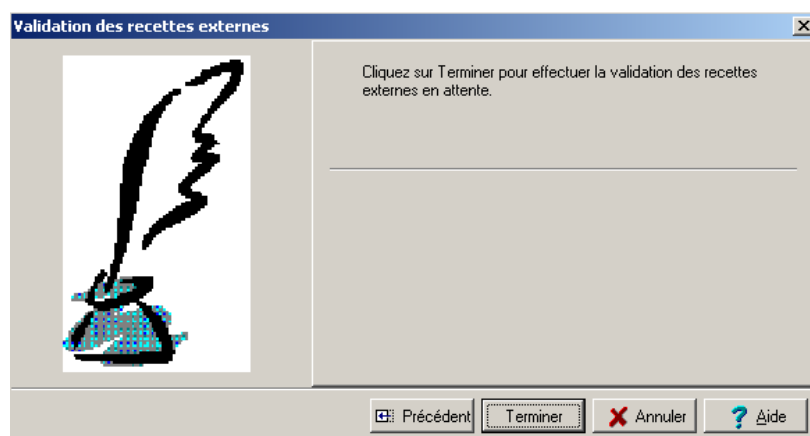 Validation des recettes externes
Cliquez sur Terminer pour effectuer la validation des recettes
externes en attente.
Précédent
Terminer
Annuler
Aide